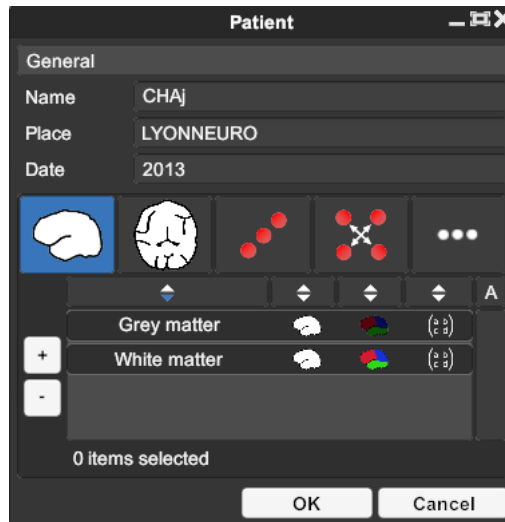 Patient
General
Name CHAj
Place LYONNEURO
Date 2013
A
Grey matter
White matter
+
-
0 items selected
OK Cancel